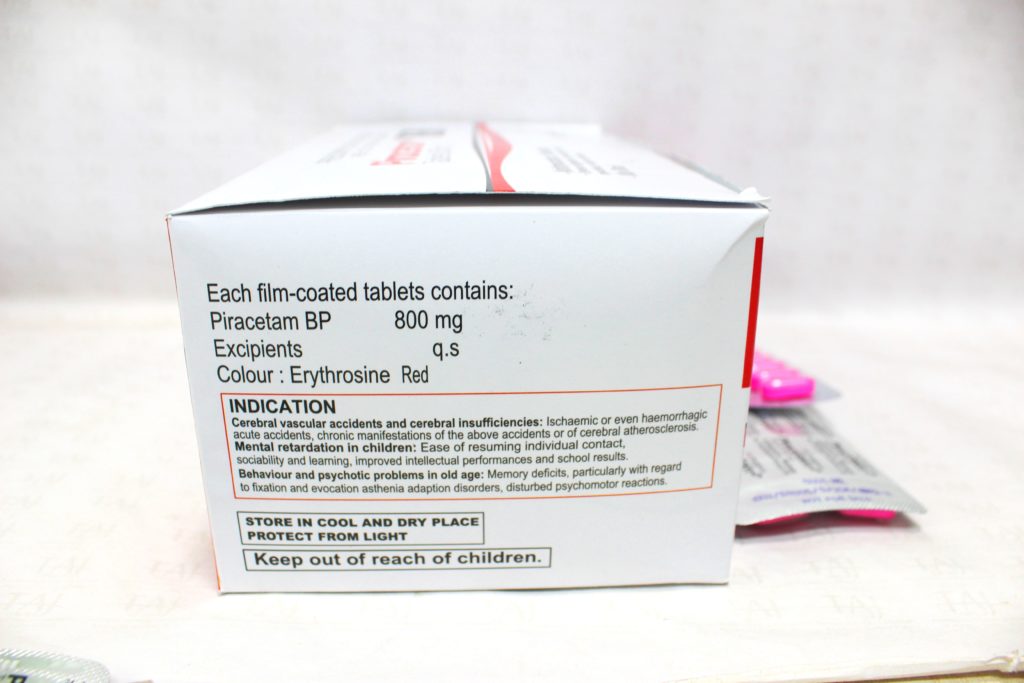 Each film-coated tablets contains:
Piracetam BP 800 mg
Excipients q.s
Colour : Erythrosine Red
INDICATION
Cerebral vascular accidents and cerebral insufficiencies: Ischaemic or even haemorrhagic
acute accidents, chronic manifestations of the above accidents or of cerebral atherosclerosis.
Mental retardation in children: Ease of resuming individual contact,
sociability and learning, improved intellectual performances and school results.
Behaviour and psychotic problems in old age: Memory deficits, particularly with regard
to fixation and evocation asthenia adaption disorders, disturbed psychomotor reactions.
STORE IN COOL AND DRY PLACE
PROTECT FROM LIGHT
Keep out of reach of children.